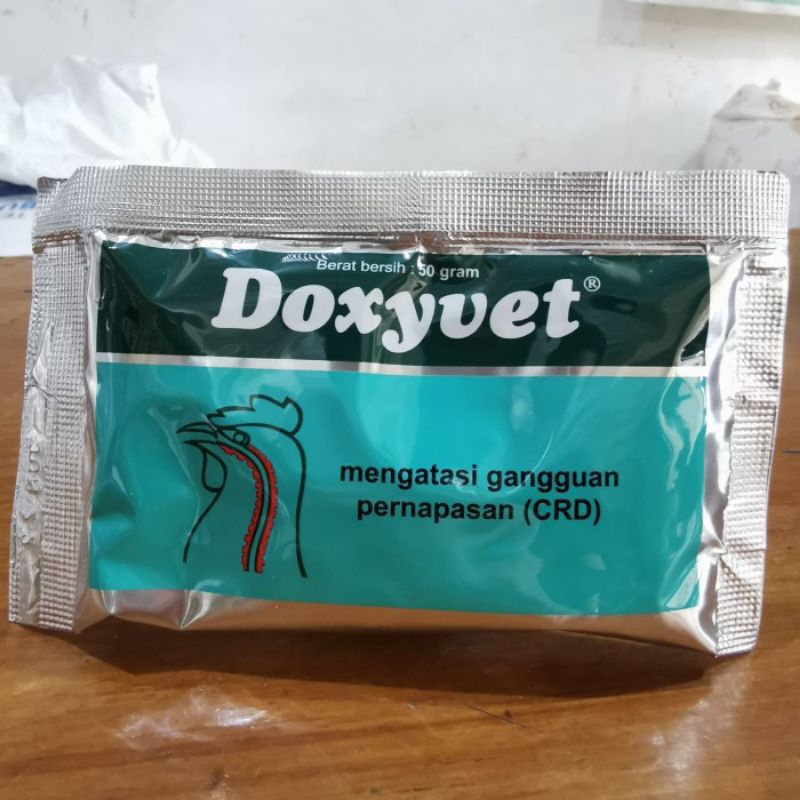 Berat bersih : 50 gram
Doxyvet®
mengatasi gangguan
pernapasan (CRD)